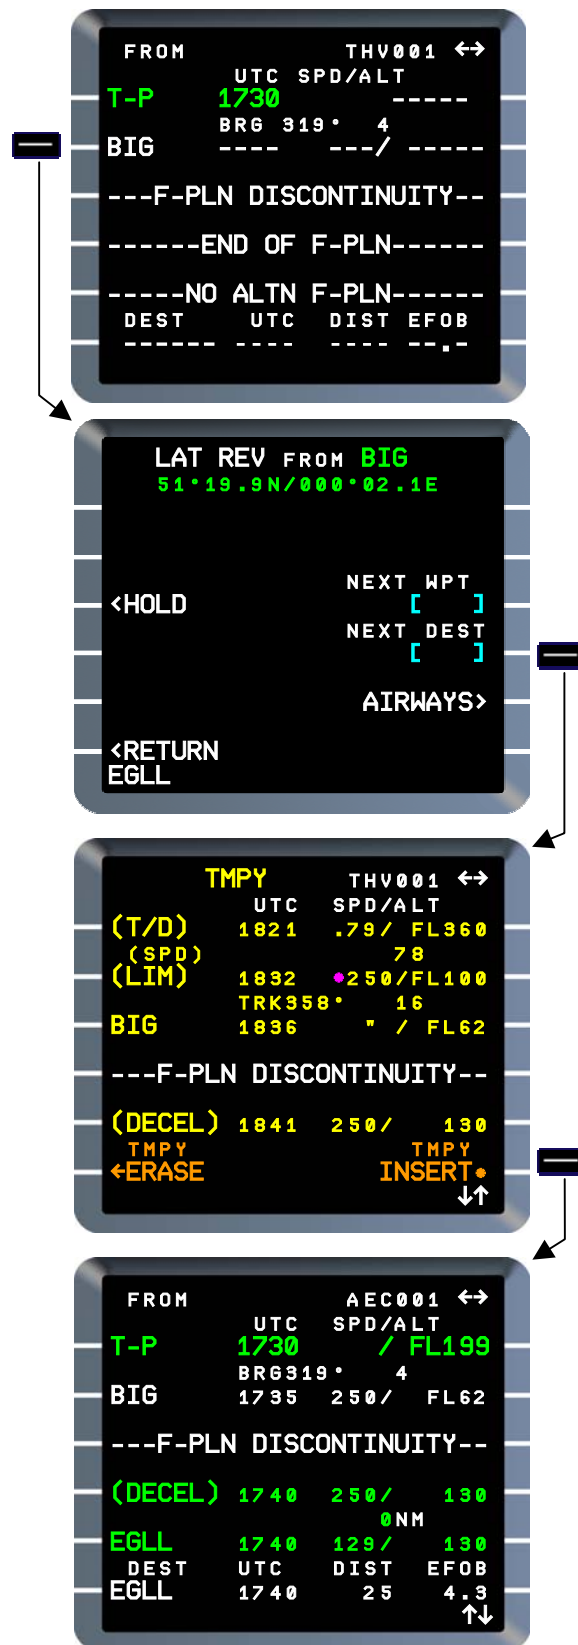 FROM THV001 ←→
UTC SPD/ALT
T-P 1730 -----
BRG 319° 4
BIG ---- ---/ -----
---F-PLN DISCONTINUITY--
------END OF F-PLN------
-----NO ALTN F-PLN------
DEST UTC DIST EFOB
------ ---- ---- --.-
LAT REV FROM BIG
51°19.9N/000°02.1E
NEXT WPT
<HOLD [ ]
NEXT DEST
[ ]
AIRWAYS>
<RETURN
EGLL
TMPY THV001 ←→
UTC SPD/ALT
(T/D) 1821 .79/ FL360
(SPD) 78
(LIM) 1832 •250/FL100
TRK358° 16
BIG 1836 " / FL62
---F-PLN DISCONTINUITY--
(DECEL) 1841 250/ 130
TMPY TMPY
←ERASE INSERT•
↓↑
FROM AEC001 ←→
UTC SPD/ALT
T-P 1730 / FL199
BRG319° 4
BIG 1735 250/ FL62
---F-PLN DISCONTINUITY--
(DECEL) 1740 250/ 130
0NM
EGLL 1740 129/ 130
DEST UTC DIST EFOB
EGLL 1740 25 4.3
↑↓